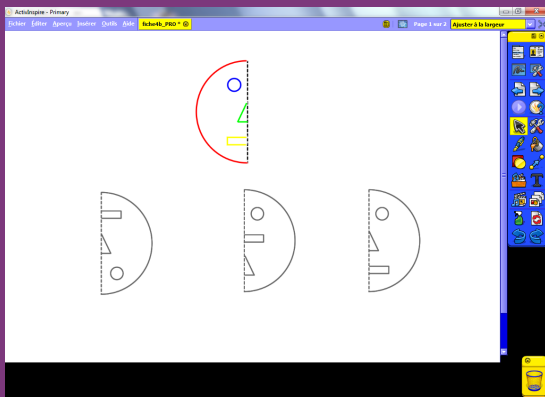 ActivInspire - Primary
Fichier Éditer Aperçu Insérer Outils Aide fiche4b_PRO * Page 1 sur 2 Ajuster à la largeur
T